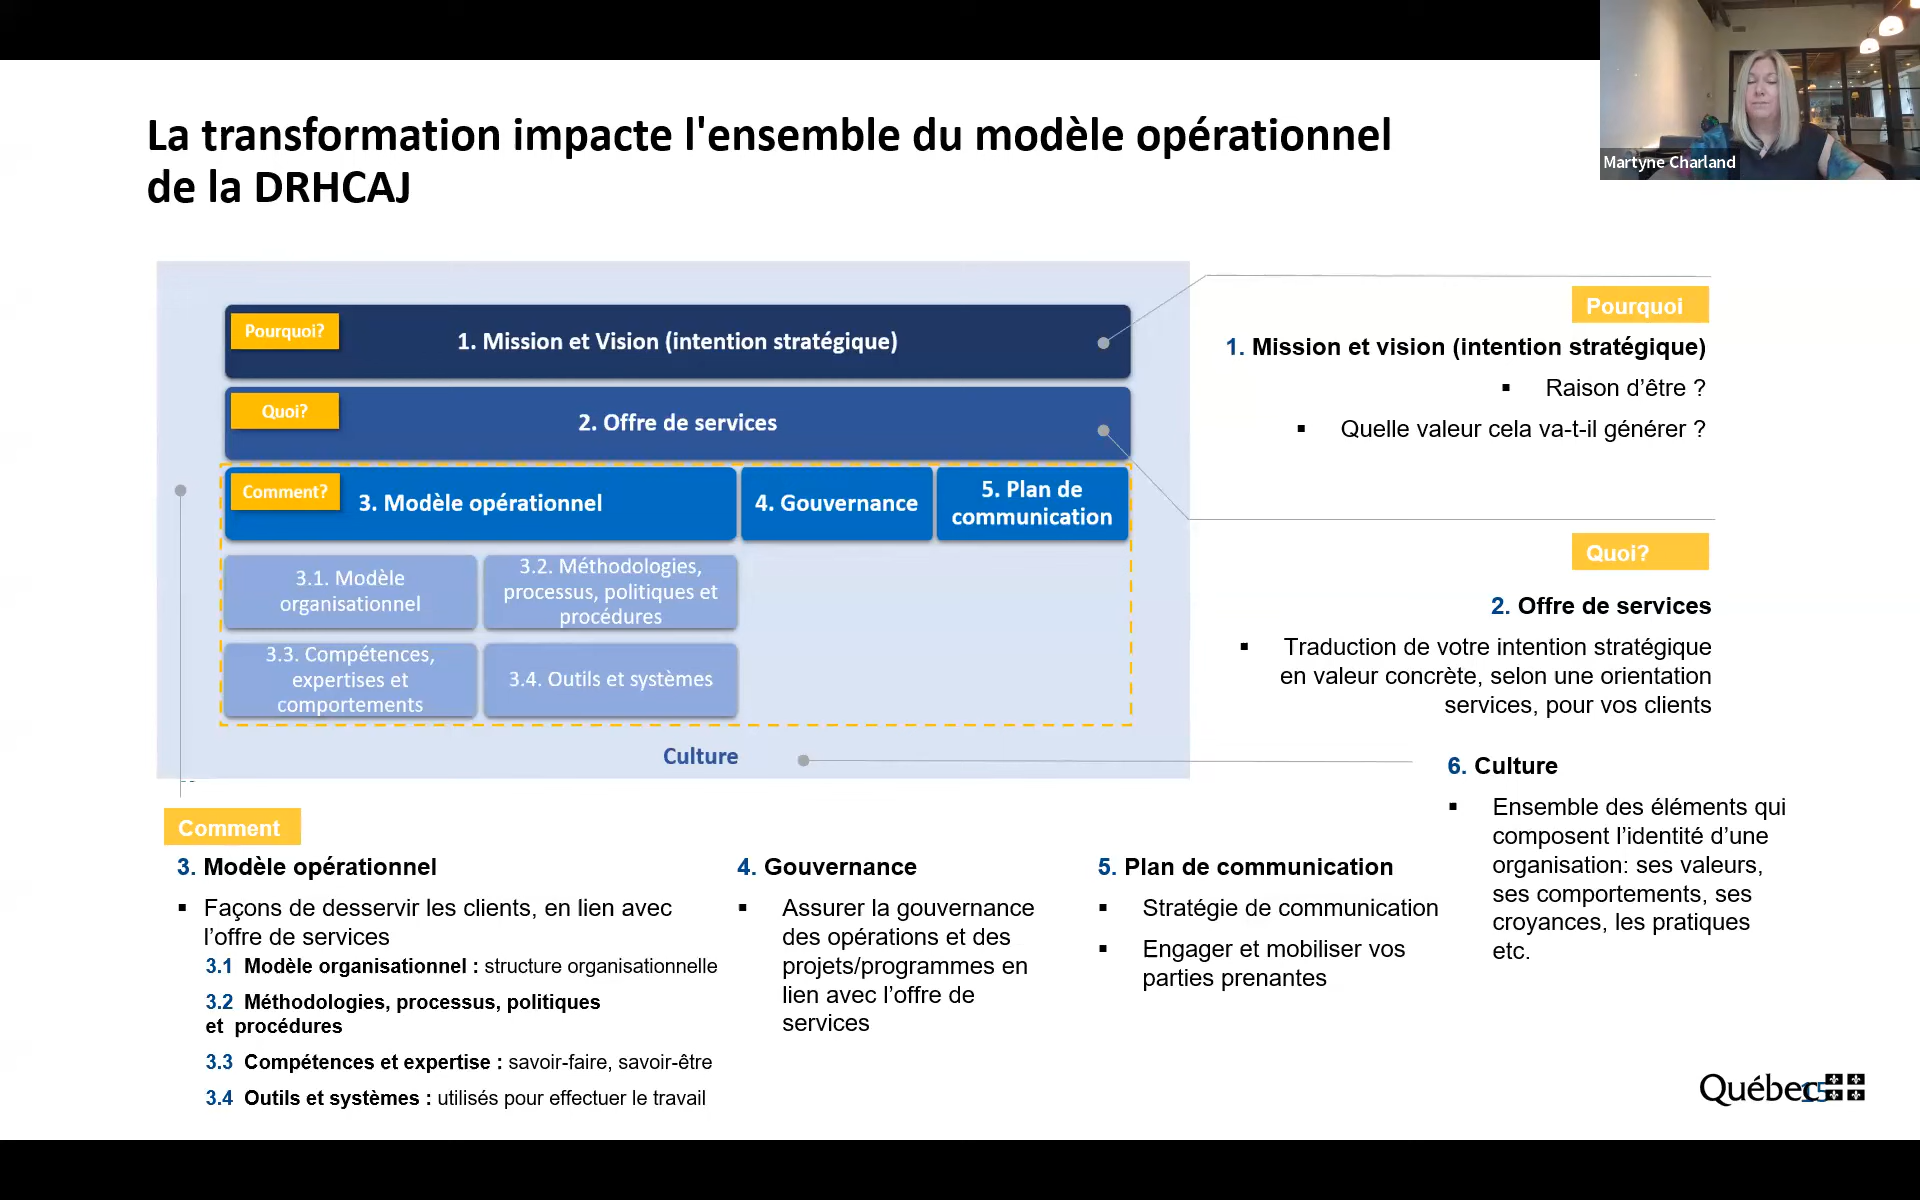 Martyne Charland
La transformation impacte l'ensemble du modèle opérationnel
de la DRHCAJ
Pourquoi?
1. Mission et Vision (intention stratégique)
Quoi?
2. Offre de services
Comment?
3. Modèle opérationnel
4. Gouvernance
5. Plan de
communication
3.1. Modèle
organisationnel
3.2. Méthodologies,
processus, politiques et
procédures
3.3. Compétences,
expertises et
comportements
3.4. Outils et systèmes
Culture
Pourquoi
1. Mission et vision (intention stratégique)
▪ Raison d’être ?
▪ Quelle valeur cela va-t-il générer ?
Quoi?
2. Offre de services
▪ Traduction de votre intention stratégique
en valeur concrète, selon une orientation
services, pour vos clients
6. Culture
▪ Ensemble des éléments qui
composent l’identité d’une
organisation: ses valeurs,
ses comportements, ses
croyances, les pratiques
etc.
Comment
3. Modèle opérationnel
▪ Façons de desservir les clients, en lien avec
l’offre de services
3.1 Modèle organisationnel : structure organisationnelle
3.2 Méthodologies, processus, politiques
et procédures
3.3 Compétences et expertise : savoir-faire, savoir-être
3.4 Outils et systèmes : utilisés pour effectuer le travail
4. Gouvernance
▪ Assurer la gouvernance
des opérations et des
projets/programmes en
lien avec l’offre de
services
5. Plan de communication
▪ Stratégie de communication
▪ Engager et mobiliser vos
parties prenantes
Québec
15